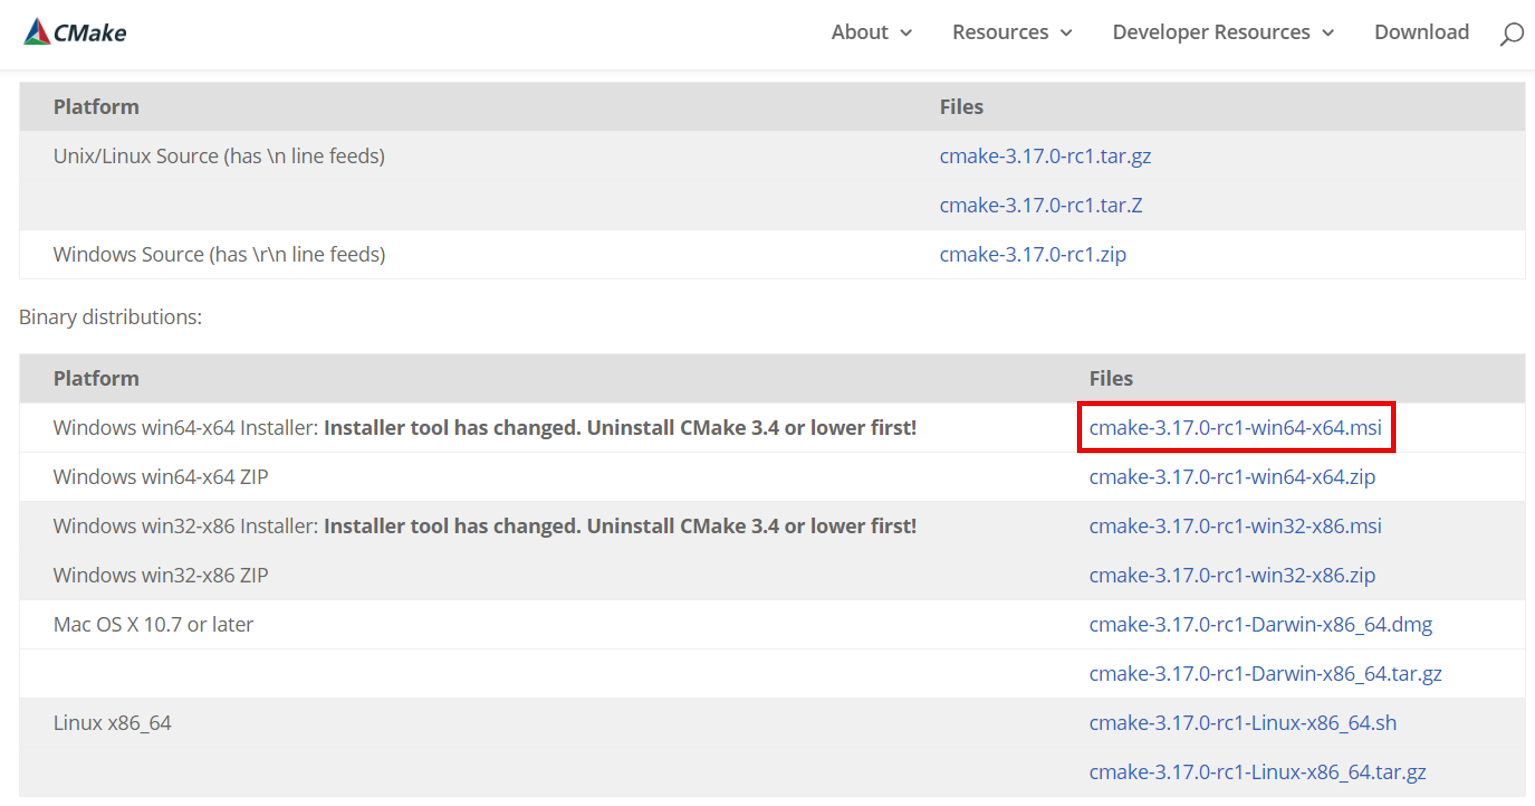 CMake
About Resources Developer Resources Download
Platform Files
Unix/Linux Source (has \n line feeds) cmake-3.17.0-rc1.tar.gz
cmake-3.17.0-rc1.tar.Z
Windows Source (has \r\n line feeds) cmake-3.17.0-rc1.zip
Binary distributions:
Platform Files
Windows win64-x64 Installer: Installer tool has changed. Uninstall CMake 3.4 or lower first! cmake-3.17.0-rc1-win64-x64.msi
Windows win64-x64 ZIP cmake-3.17.0-rc1-win64-x64.zip
Windows win32-x86 Installer: Installer tool has changed. Uninstall CMake 3.4 or lower first! cmake-3.17.0-rc1-win32-x86.msi
Windows win32-x86 ZIP cmake-3.17.0-rc1-win32-x86.zip
Mac OS X 10.7 or later cmake-3.17.0-rc1-Darwin-x86_64.dmg
cmake-3.17.0-rc1-Darwin-x86_64.tar.gz
Linux x86_64 cmake-3.17.0-rc1-Linux-x86_64.sh
cmake-3.17.0-rc1-Linux-x86_64.tar.gz